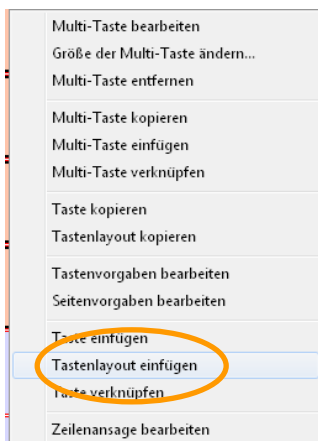 Multi-Taste bearbeiten
Größe der Multi-Taste ändern...
Multi-Taste entfernen
Multi-Taste kopieren
Multi-Taste einfügen
Multi-Taste verknüpfen
Taste kopieren
Tastenlayout kopieren
Tastenvorgaben bearbeiten
Seitenvorgaben bearbeiten
Taste einfügen
Tastenlayout einfügen
Taste verknüpfen
Zeilenansage bearbeiten